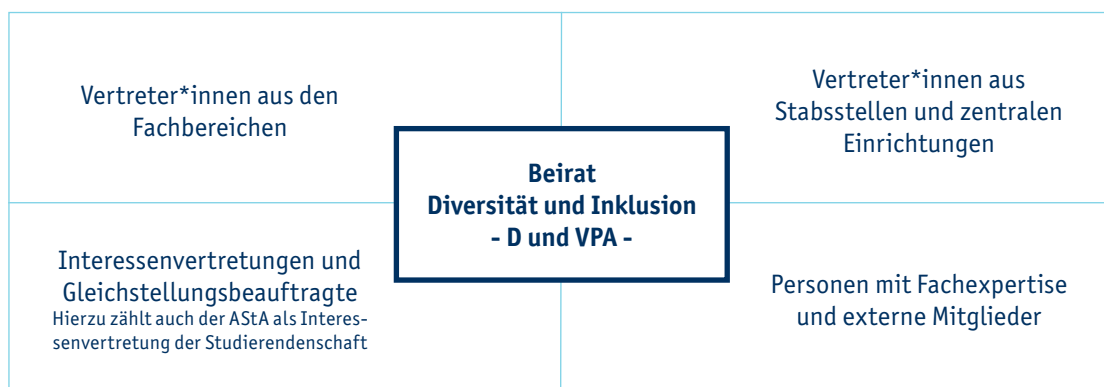 Vertreter*innen aus den
Fachbereichen
Vertreter*innen aus
Stabsstellen und zentralen
Einrichtungen
Beirat
Diversität und Inklusion
- D und VPA -
Interessenvertretungen und
Gleichstellungsbeauftragte
Hierzu zählt auch der AStA als Interes-
senvertretung der Studierendenschaft
Personen mit Fachexpertise
und externe Mitglieder